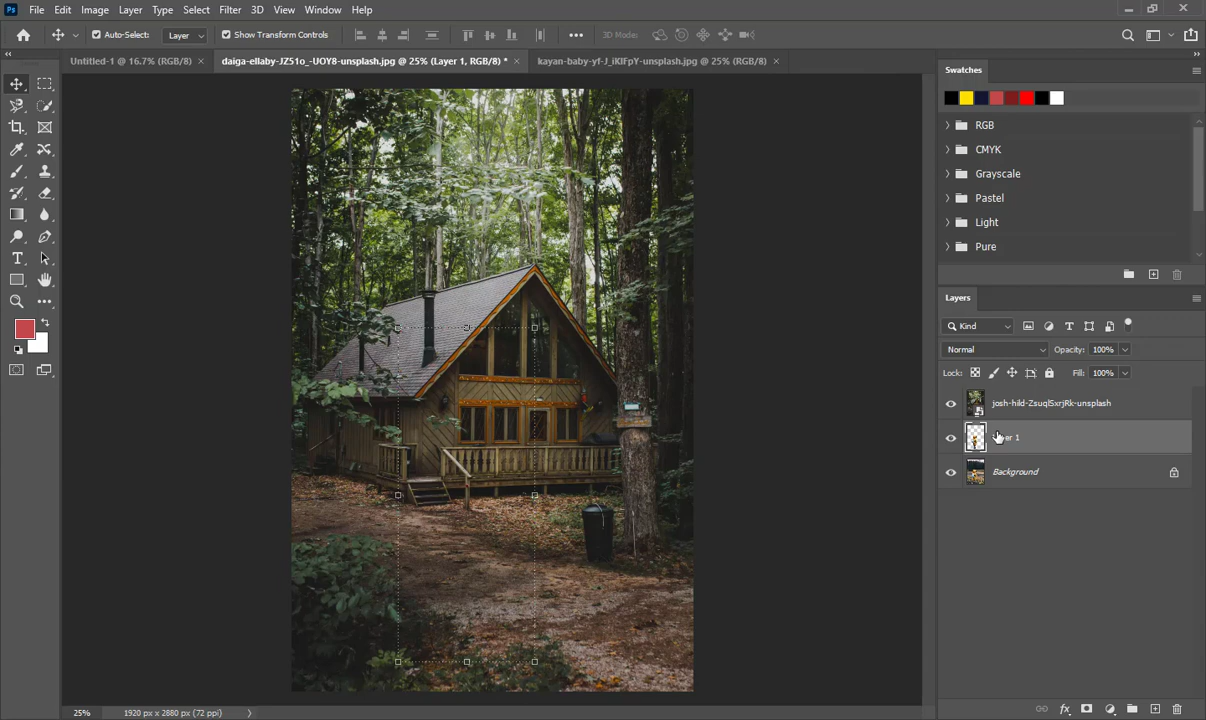 Ps File Edit Image Layer Type Select Filter 3D View Window Help
Auto-Select: Layer Show Transform Controls 3D Mode:
Untitled-1 @ 16.7% (RGB/8) daiga-ellaby-JZ51o_-UOY8-unsplash.jpg @ 25% (Layer 1, RGB/8) * kayan-baby-yf-J_iKIFpY-unsplash.jpg @ 25% (RGB/8)
Swatches
RGB
CMYK
Grayscale
Pastel
Light
Pure
Layers
Kind
Normal Opacity: 100%
Lock: Fill: 100%
josh-hild-ZsuqI5xrjRk-unsplash
1
Background
25% 1920 px x 2880 px (72 ppi)